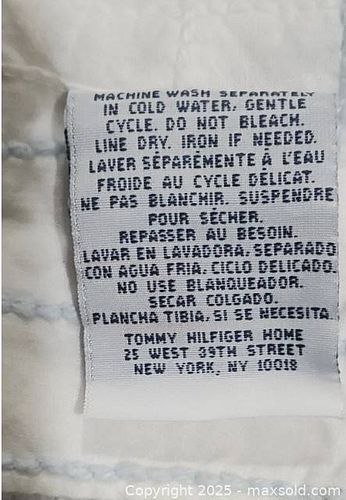 MACHINE WASH SEPARATELY
IN COLD WATER, GENTLE
CYCLE. DO NOT BLEACH.
LINE DRY. IRON IF NEEDED.
LAVER SÉPARÉMENTE À L'EAU
FROIDE AU CYCLE DÉLICAT.
NE PAS BLANCHIR. SUSPENDRE
POUR SÉCHER.
REPASSER AU BESOIN.
LAVAR EN LAVADORA, SEPARADO
CON AGUA FRIA, CICLO DELICADO.
NO USE BLANQUEADOR.
SECAR COLGADO.
PLANCHA TIBIA, SI SE NECESITA
TOMMY HILFIGER HOME
25 WEST 39TH STREET
NEW YORK, NY 10018
Copyright 2025 - maxsold.com